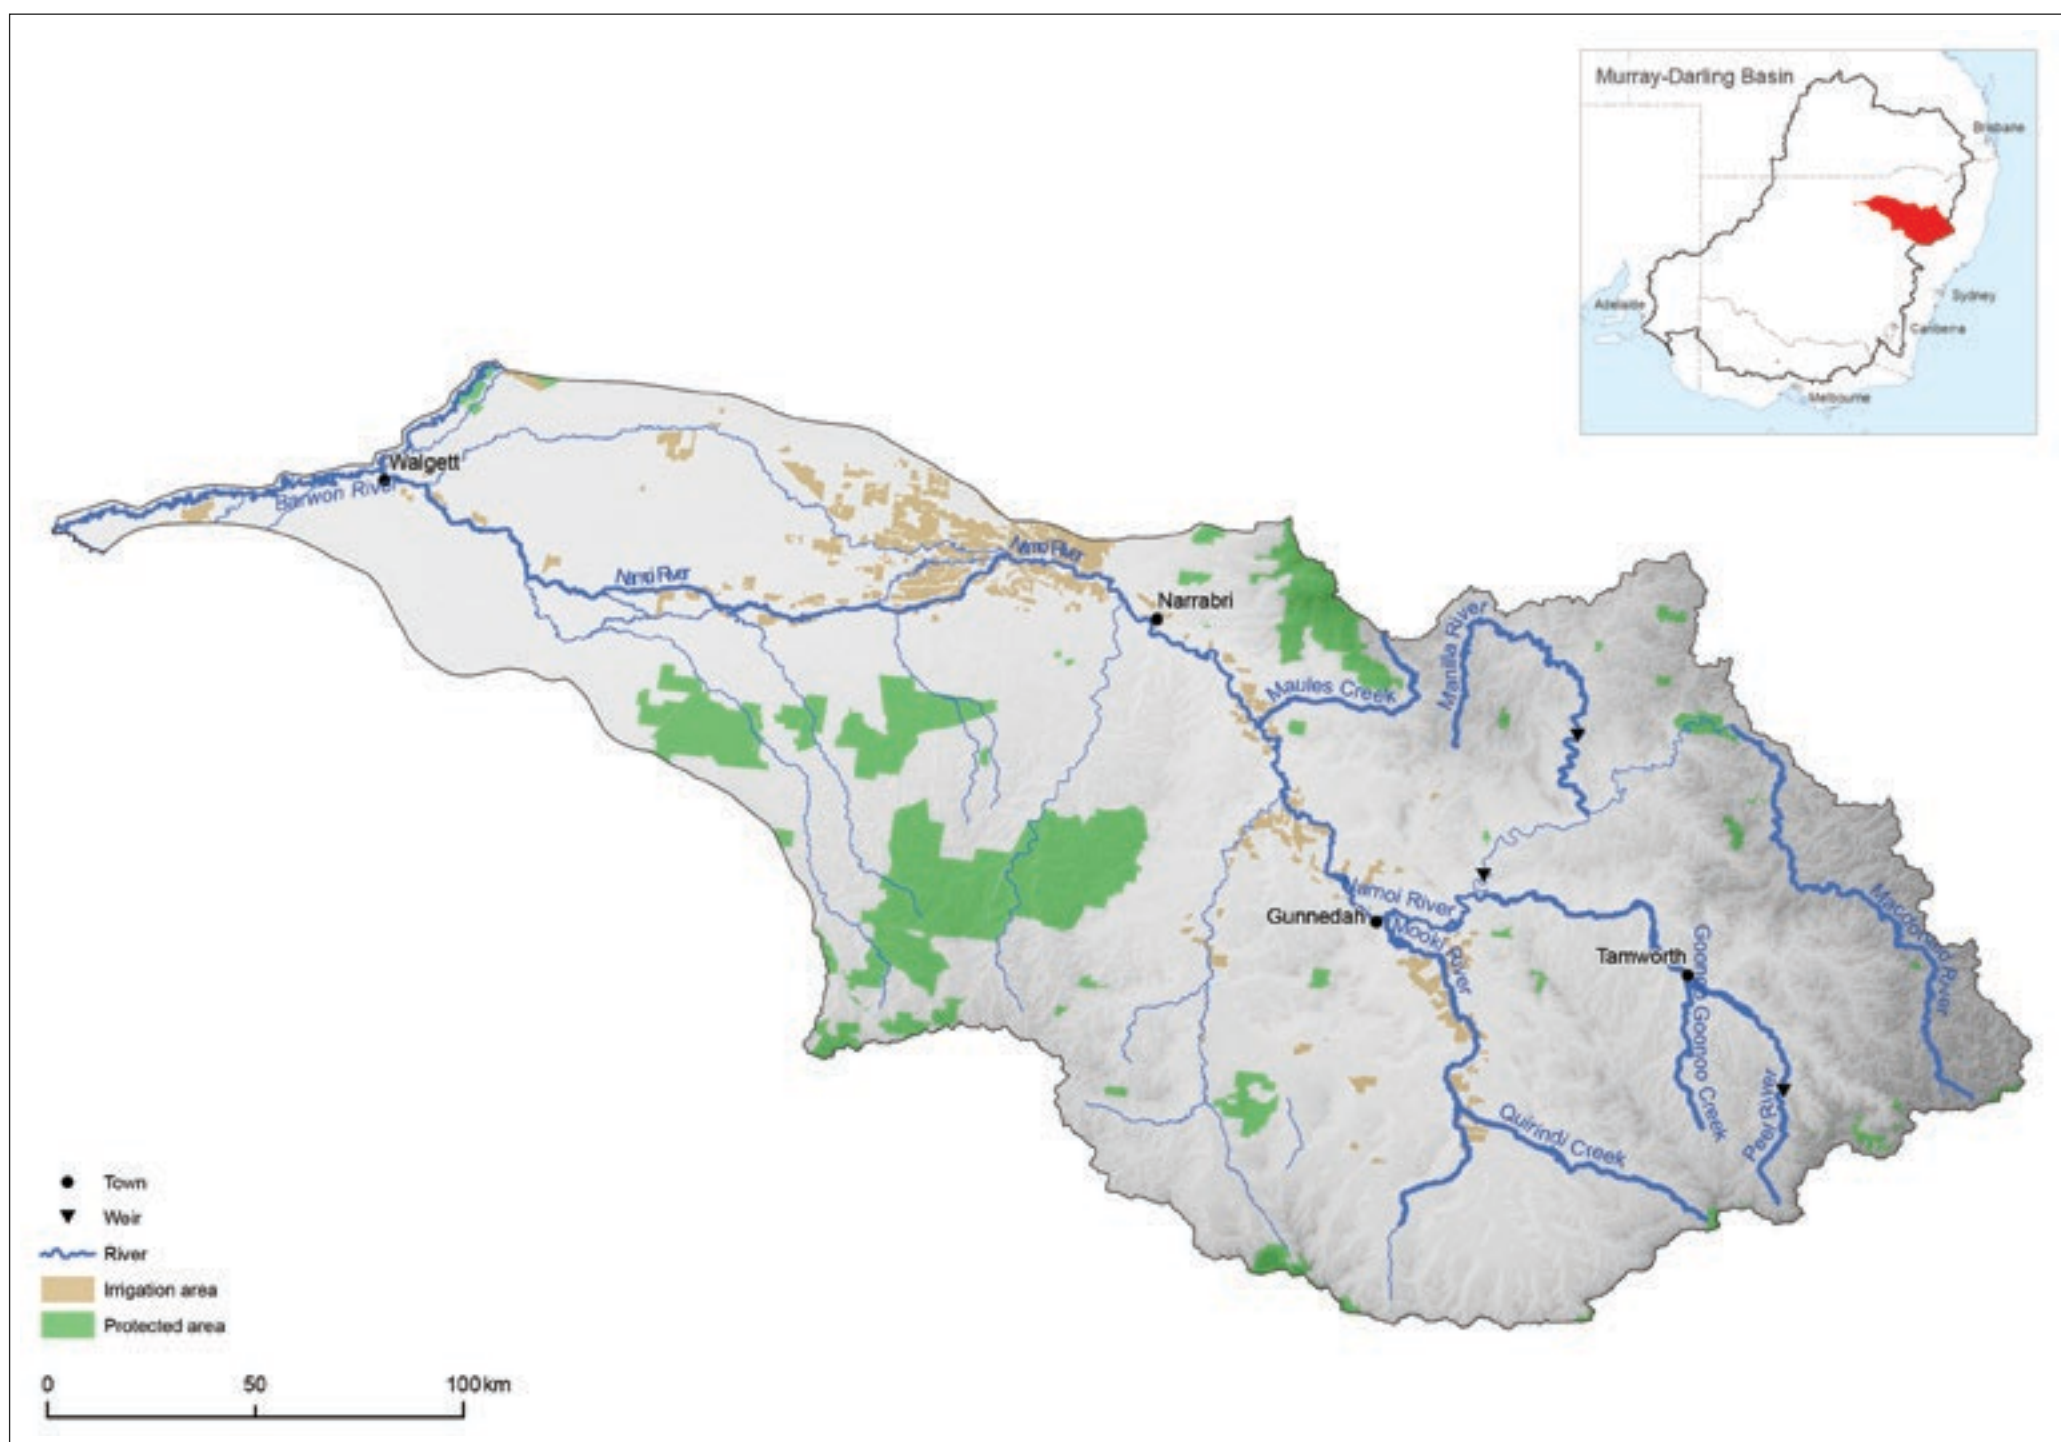 Murray-Darling Basin
Brisbane
Adelaide
Sydney
Canberra
Melbourne
Walgett
Barwon River
Namoi River
Namoi River
Narrabri
Maules Creek
Manilla River
Namoi River
Gunnedah
Mooki River
Tamworth
Goonoo Goonoo Creek
Macdonald River
Peel River
Quirindi Creek
Town
Weir
River
Irrigation area
Protected area
0 50 100 km